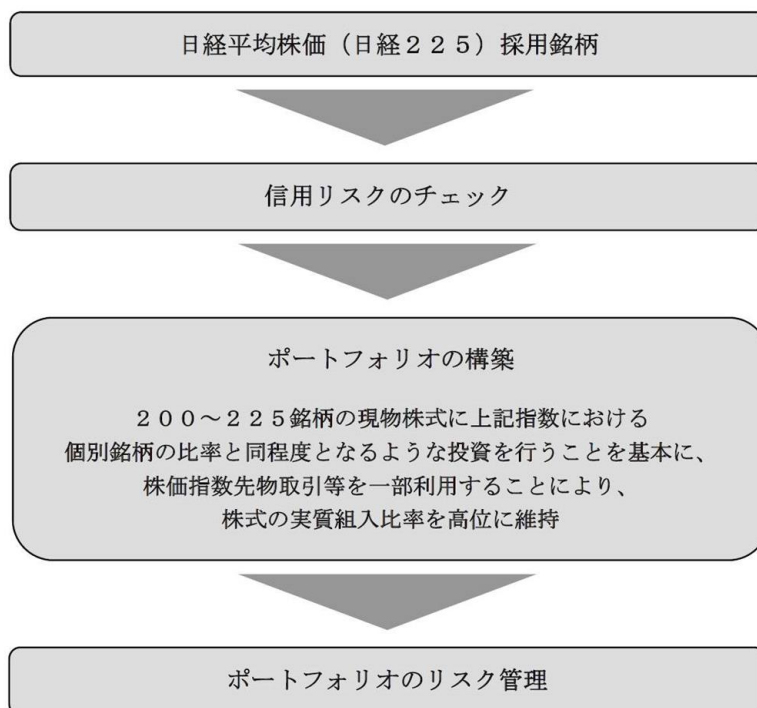 日経平均株価（日経２２５）採用銘柄
信用リスクのチェック
ポートフォリオの構築
２００～２２５銘柄の現物株式に上記指数における
個別銘柄の比率と同程度となるような投資を行うことを基本に、
株価指数先物取引等を一部利用することにより、
株式の実質組入比率を高位に維持
ポートフォリオのリスク管理